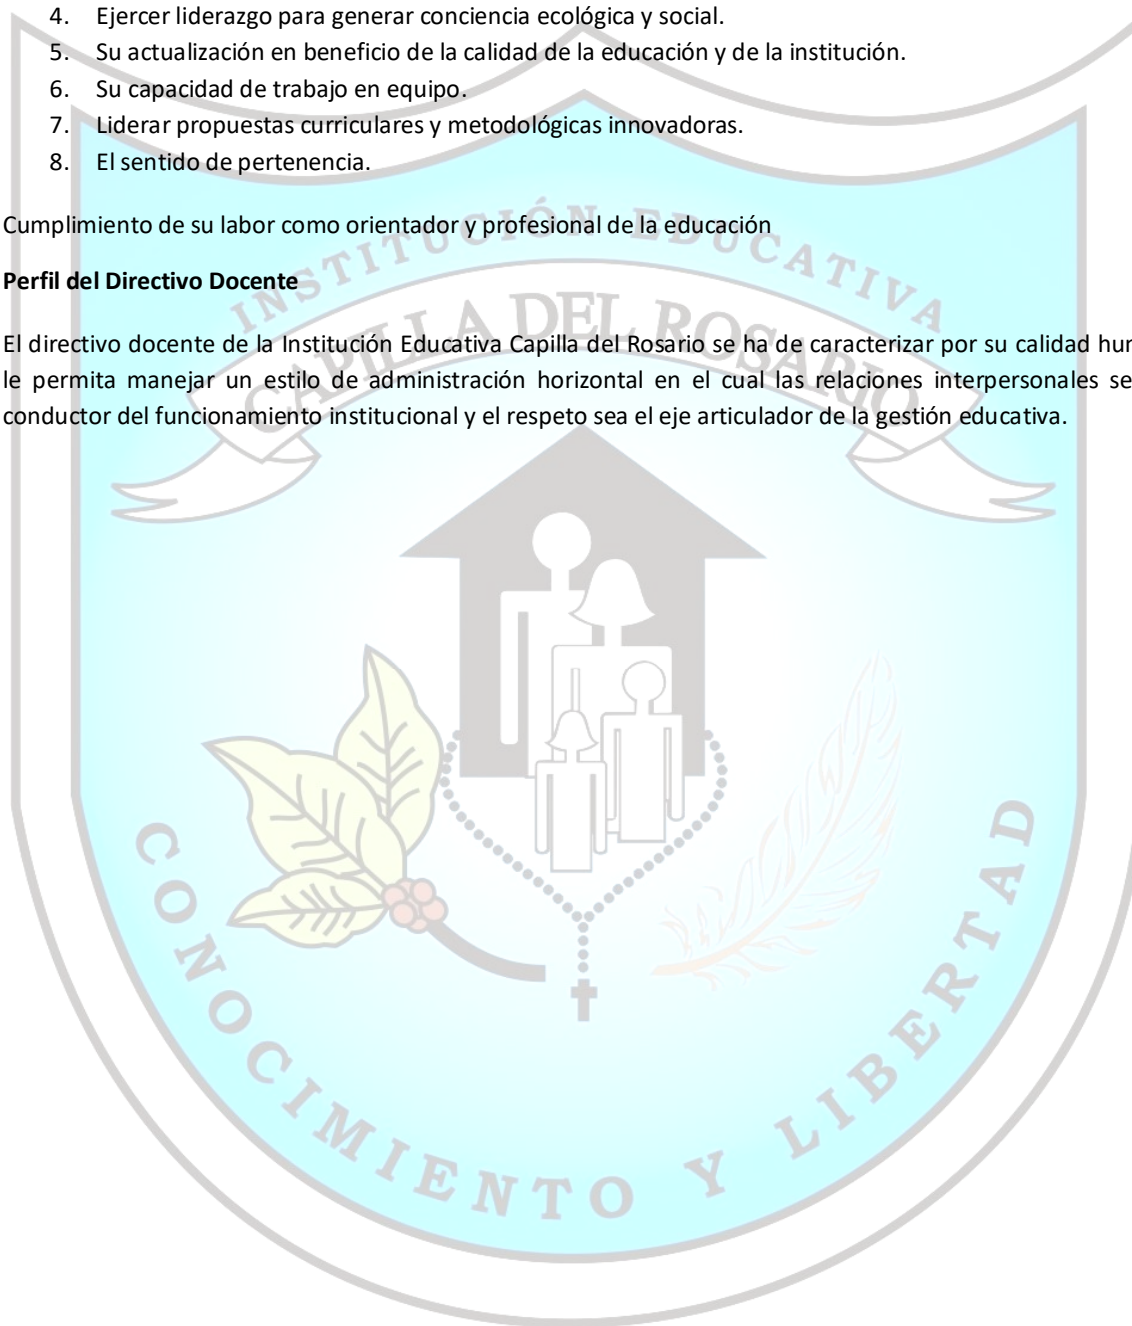 4. Ejercer liderazgo para generar conciencia ecológica y social.
5. Su actualización en beneficio de la calidad de la educación y de la institución.
6. Su capacidad de trabajo en equipo.
7. Liderar propuestas curriculares y metodológicas innovadoras.
8. El sentido de pertenencia.
Cumplimiento de su labor como orientador y profesional de la educación
Perfil del Directivo Docente
El directivo docente de la Institución Educativa Capilla del Rosario se ha de caracterizar por su calidad
le permita manejar un estilo de administración horizontal en el cual las relaciones interpersonales
conductor del funcionamiento institucional y el respeto sea el eje articulador de la gestión educativa.
INSTITUCIÓN EDUCATIVA
CAPILLA DEL ROSARIO
CONOCIMIENTO Y LIBERTAD